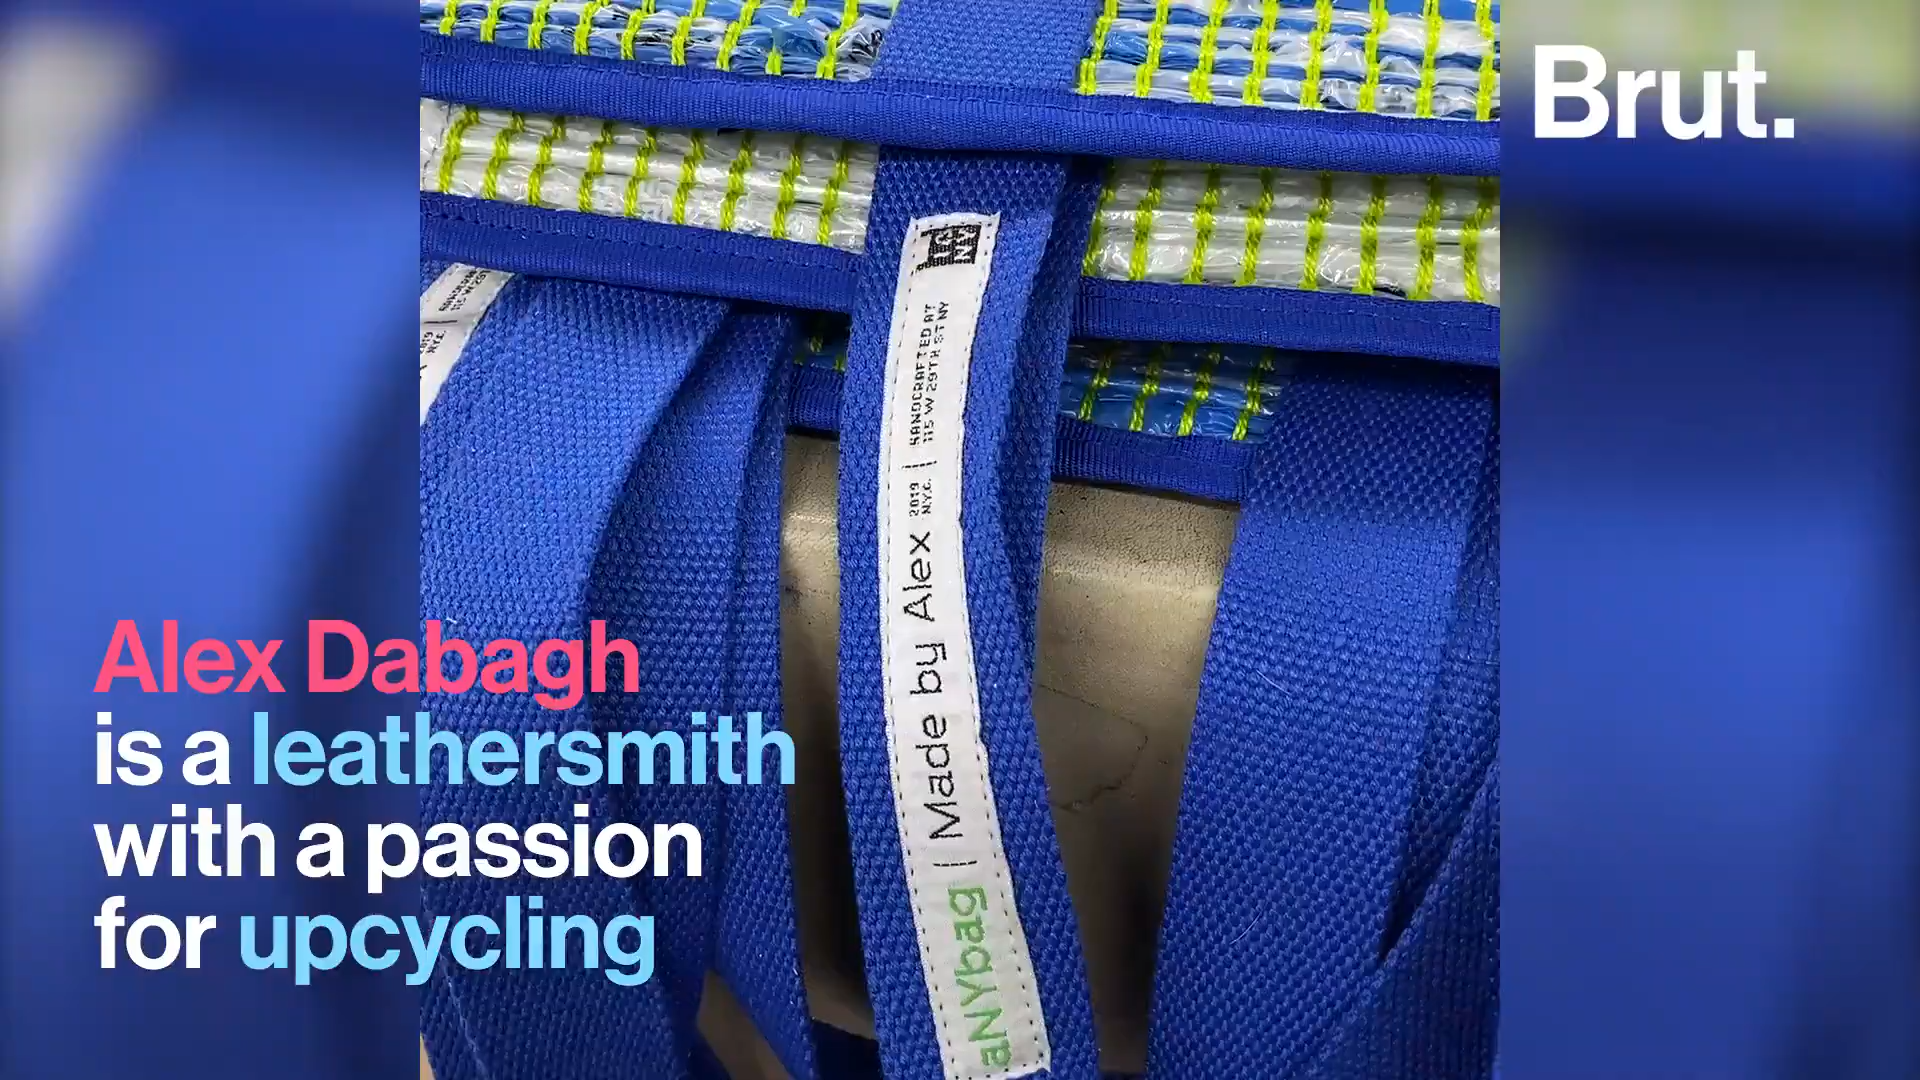 Brut.
Alex Dabagh
is a leathersmith
with a passion
for upcycling
aNYbag | Made by Alex
2019
N.Y.C.
HANDCRAFTED AT
115 W 29TH ST NY